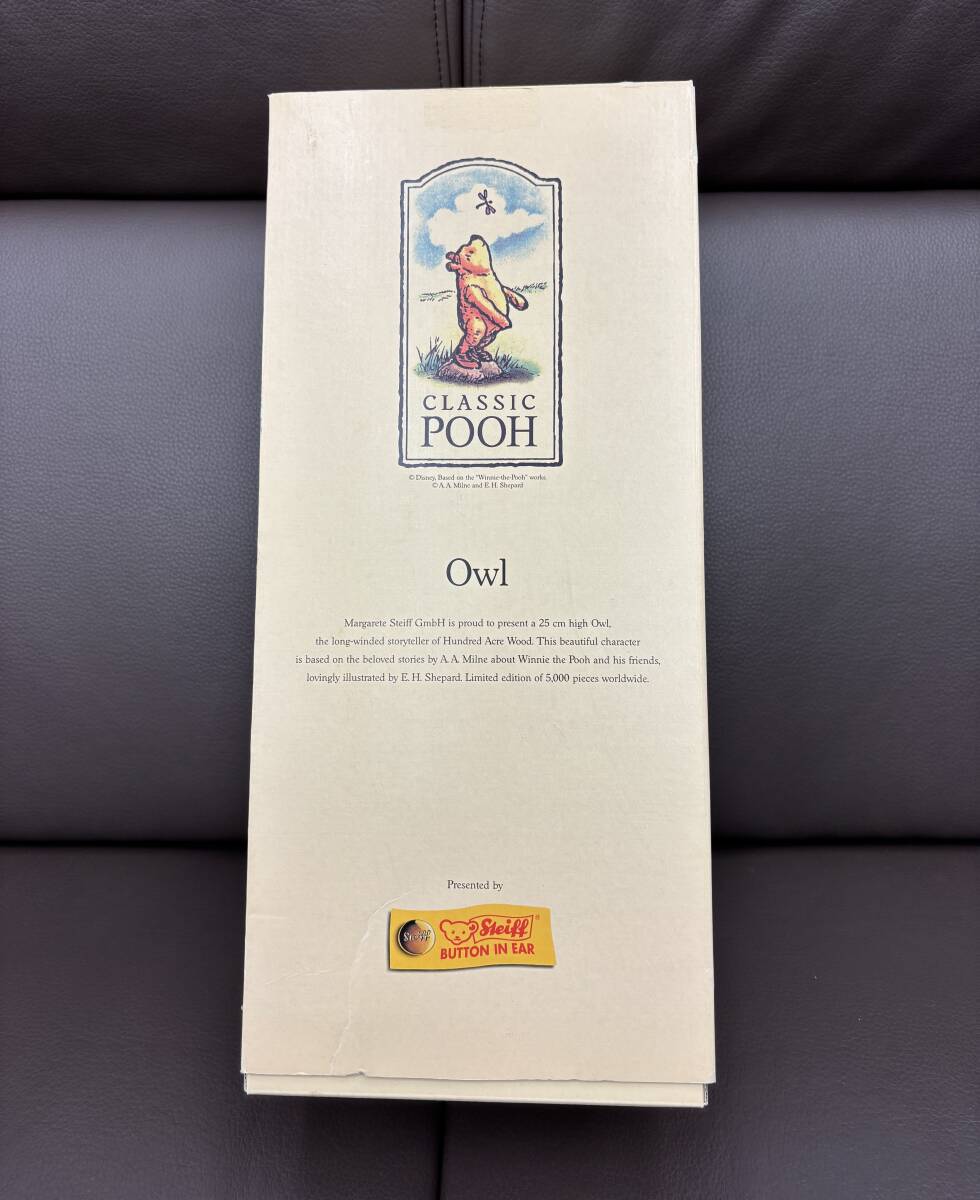 CLASSIC
POOH
© Disney. Based on the "Winnie-the-Pooh" works
© A. A. Milne and E. H. Shepard
Owl
Margarete Steiff GmbH is proud to present a 25 cm high Owl,
the long-winded storyteller of Hundred Acre Wood. This beautiful character
is based on the beloved stories by A. A. Milne about Winnie the Pooh and his friends,
lovingly illustrated by E. H. Shepard. Limited edition of 5,000 pieces worldwide.
Presented by
Steiff
Steiff®
BUTTON IN EAR